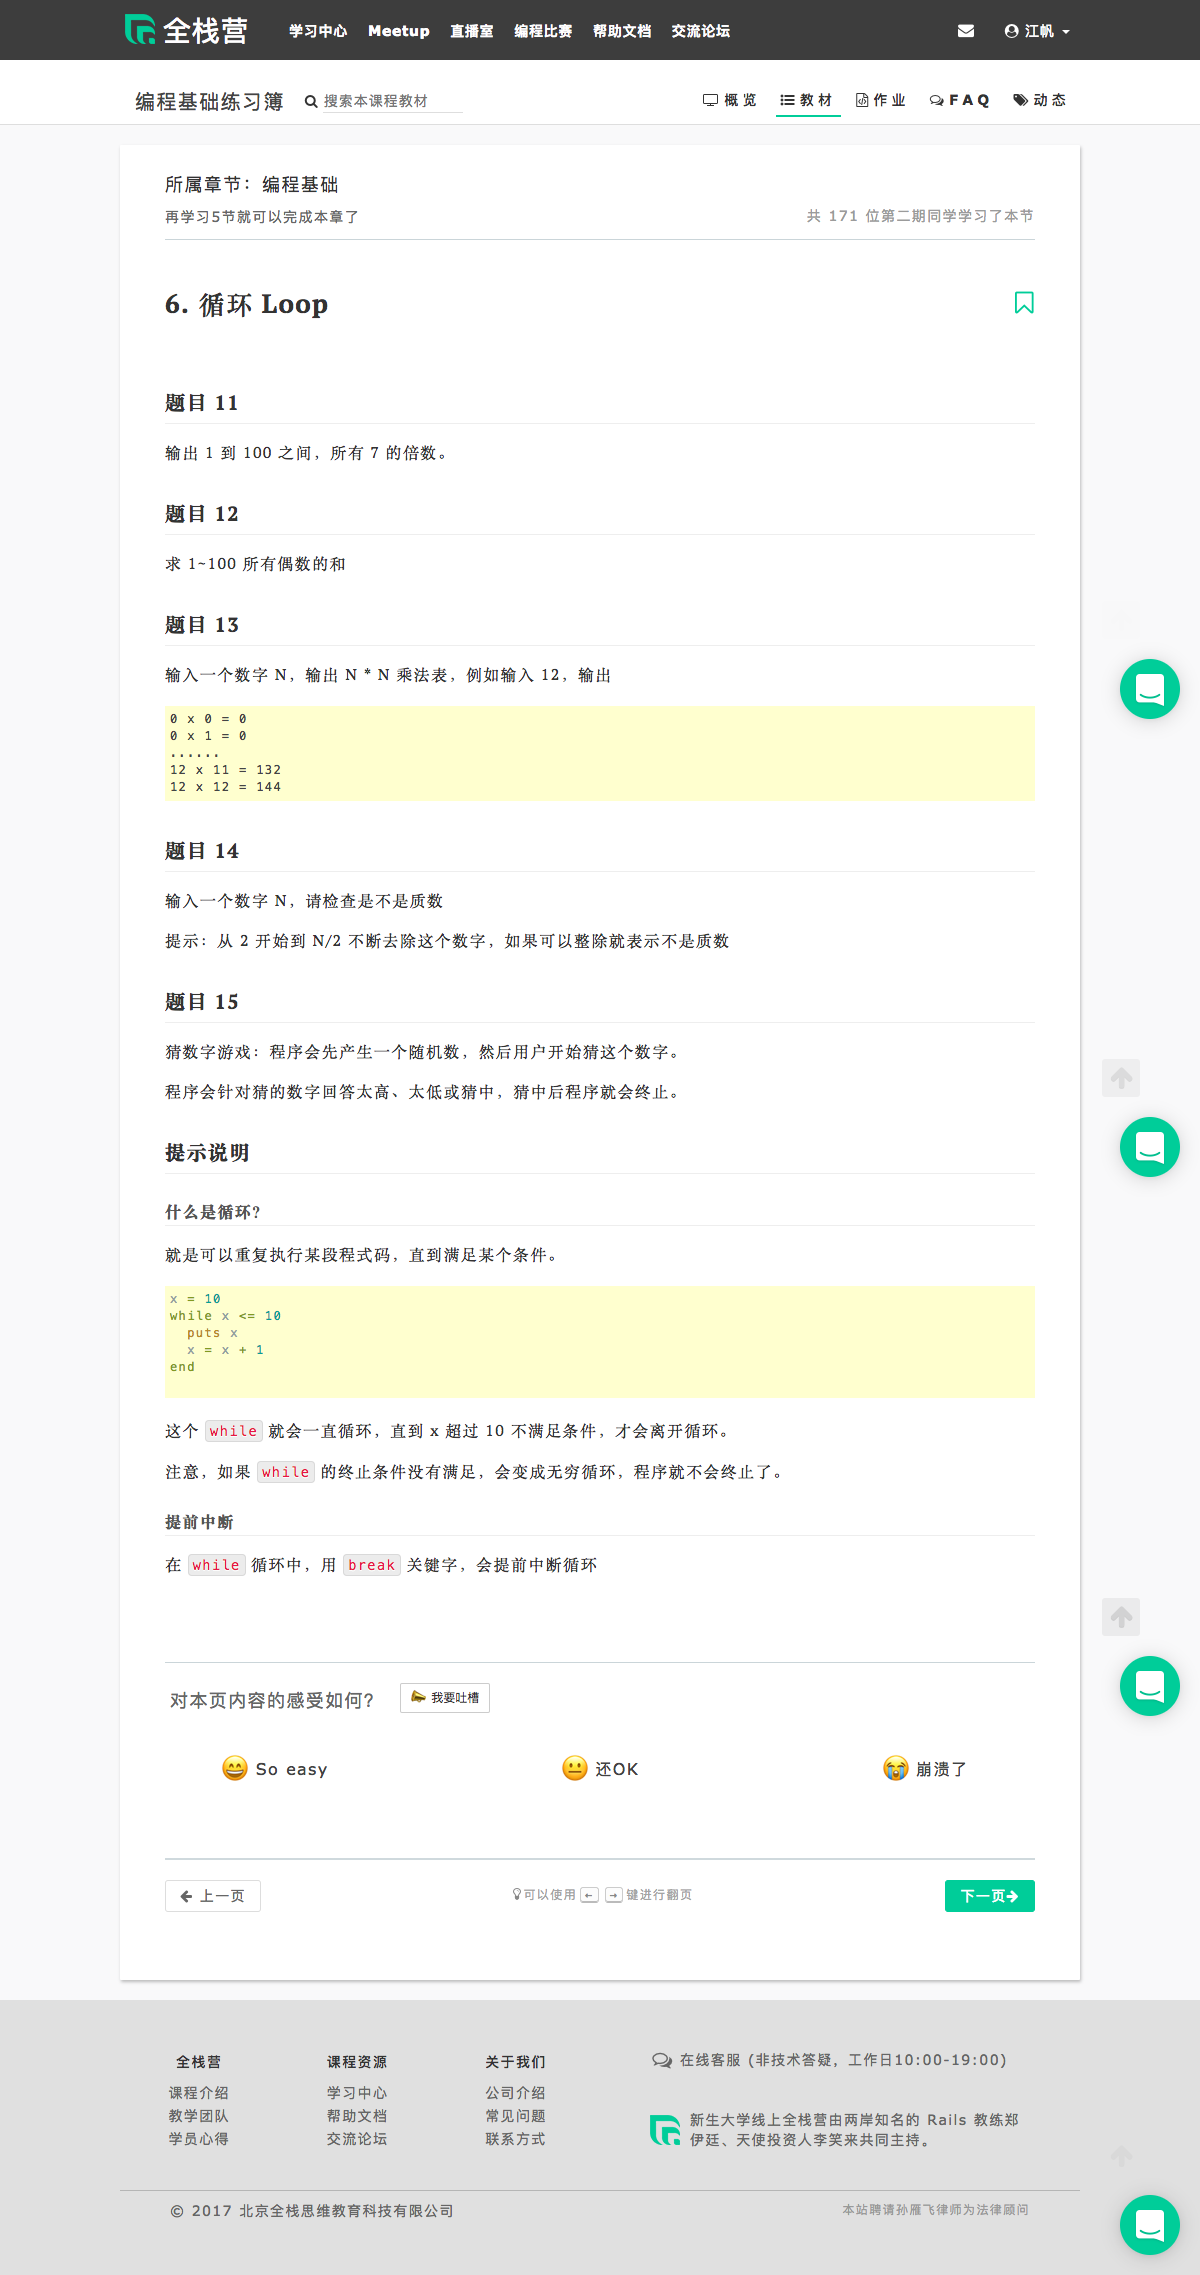 全栈营 学习中心 Meetup 直播室 编程比赛 帮助文档 交流论坛 江帆
编程基础练习簿 搜索本课程教材 概览 教材 作业 FAQ 动态
所属章节：编程基础
再学习5节就可以完成本章了 共 171 位第二期同学学习了本节
6. 循环 Loop
题目 11
输出 1 到 100 之间，所有 7 的倍数。
题目 12
求 1~100 所有偶数的和
题目 13
输入一个数字 N，输出 N * N 乘法表，例如输入 12，输出
0 x 0 = 0
0 x 1 = 0
......
12 x 11 = 132
12 x 12 = 144
题目 14
输入一个数字 N，请检查是不是质数
提示：从 2 开始到 N/2 不断去除这个数字，如果可以整除就表示不是质数
题目 15
猜数字游戏：程序会先产生一个随机数，然后用户开始猜这个数字。
程序会针对猜的数字回答太高、太低或猜中，猜中后程序就会终止。
提示说明
什么是循环？
就是可以重复执行某段程式码，直到满足某个条件。
x = 10
while x <= 10
  puts x
  x = x + 1
end
这个 while 就会一直循环，直到 x 超过 10 不满足条件，才会离开循环。
注意，如果 while 的终止条件没有满足，会变成无穷循环，程序就不会终止了。
提前中断
在 while 循环中，用 break 关键字，会提前中断循环
对本页内容的感受如何？ 我要吐槽
So easy 还OK 崩溃了
上一页 可以使用 ← → 键进行翻页 下一页
全栈营 课程资源 关于我们 在线客服 (非技术答疑，工作日10:00-19:00)
课程介绍 学习中心 公司介绍
教学团队 帮助文档 常见问题 新生大学线上全栈营由两岸知名的 Rails 教练郑
学员心得 交流论坛 联系方式 伊廷、天使投资人李笑来共同主持。
© 2017 北京全栈思维教育科技有限公司 本站聘请孙雁飞律师为法律顾问